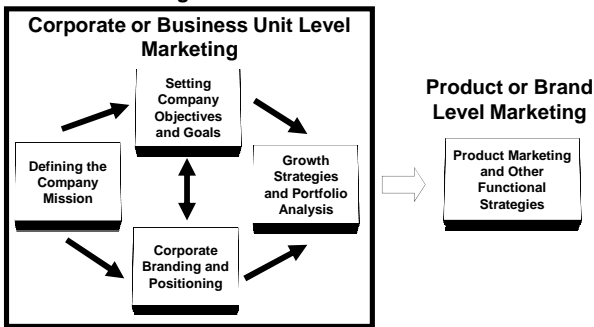 Corporate or Business Unit Level
Marketing
Setting
Company
Objectives
and Goals
Defining the
Company
Mission
Growth
Strategies
and Portfolio
Analysis
Corporate
Branding and
Positioning
Product or Brand
Level Marketing
Product Marketing
and Other
Functional
Strategies